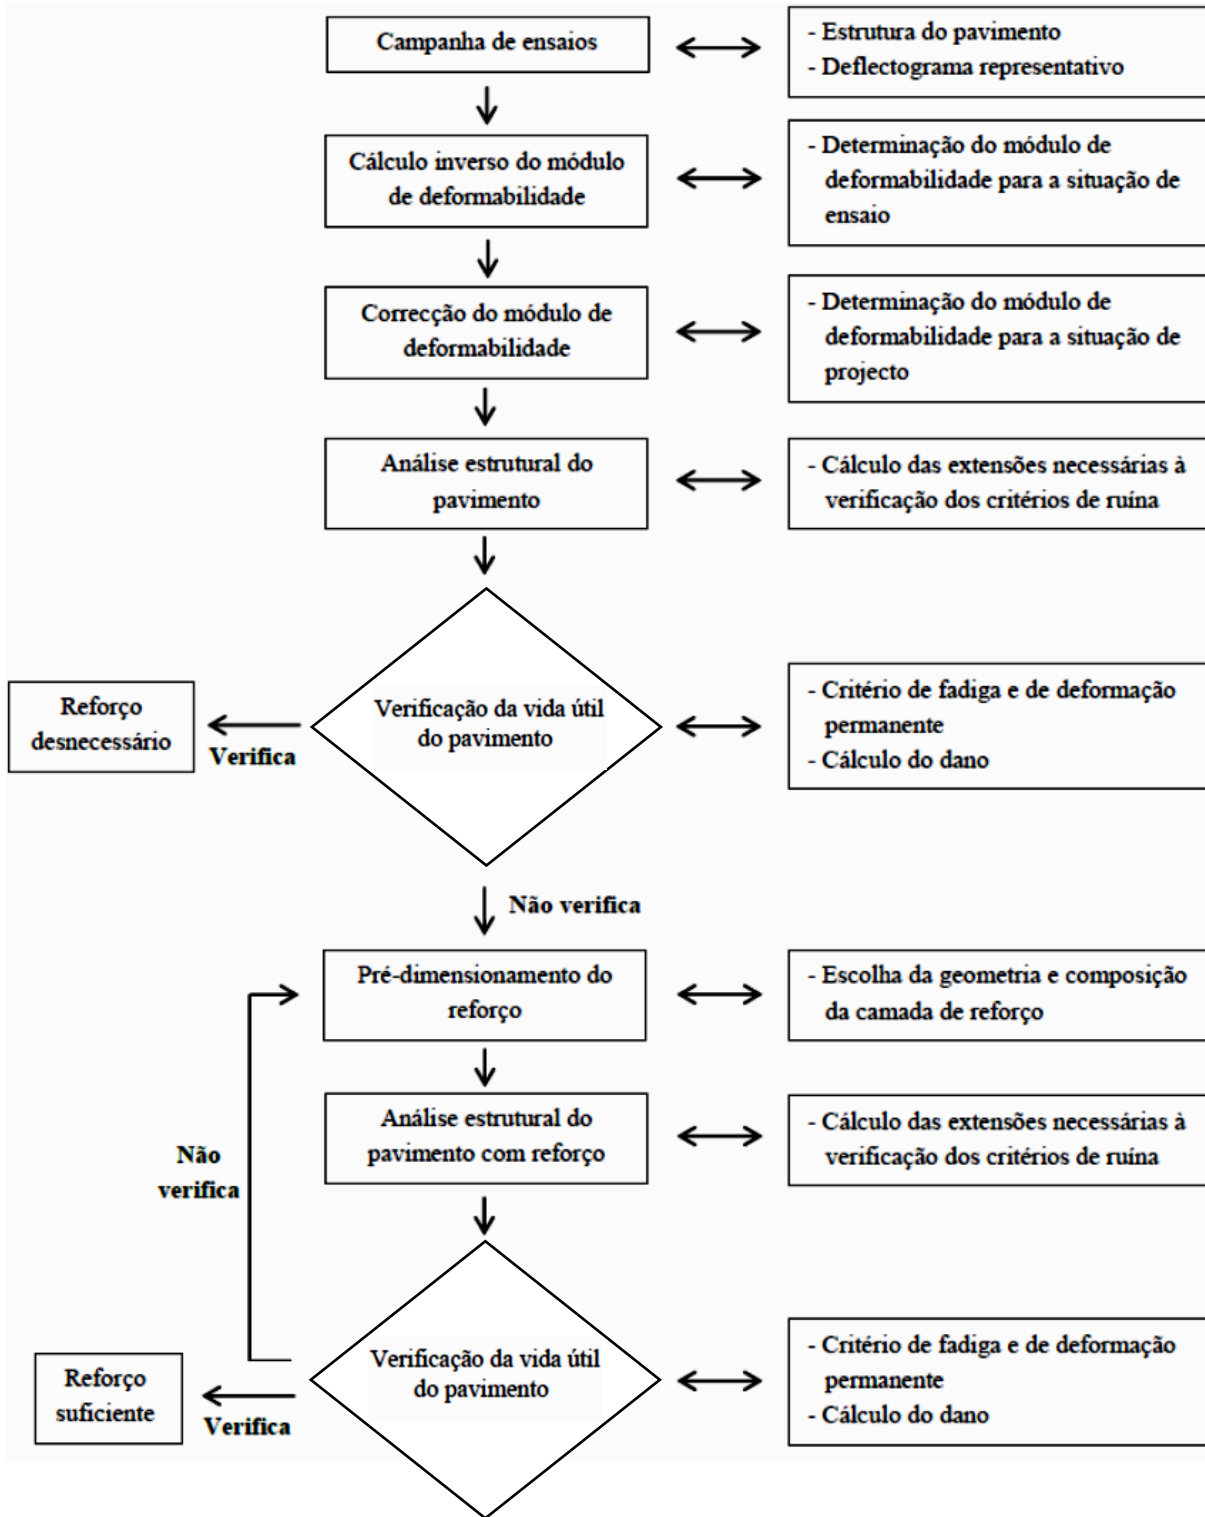 Campanha de ensaios
- Estrutura do pavimento
- Deflectograma representativo
Cálculo inverso do módulo
de deformabilidade
- Determinação do módulo de
deformabilidade para a situação de
ensaio
Correcção do módulo de
deformabilidade
- Determinação do módulo de
deformabilidade para a situação de
projecto
Análise estrutural do
pavimento
- Cálculo das extensões necessárias à
verificação dos critérios de ruína
Reforço
desnecessário
Verifica
Verificação da vida útil
do pavimento
- Critério de fadiga e de deformação
permanente
- Cálculo do dano
Não verifica
Pré-dimensionamento do
reforço
- Escolha da geometria e composição
da camada de reforço
Análise estrutural do
pavimento com reforço
- Cálculo das extensões necessárias à
verificação dos critérios de ruína
Não
verifica
Reforço
suficiente
Verifica
Verificação da vida útil
do pavimento
- Critério de fadiga e de deformação
permanente
- Cálculo do dano